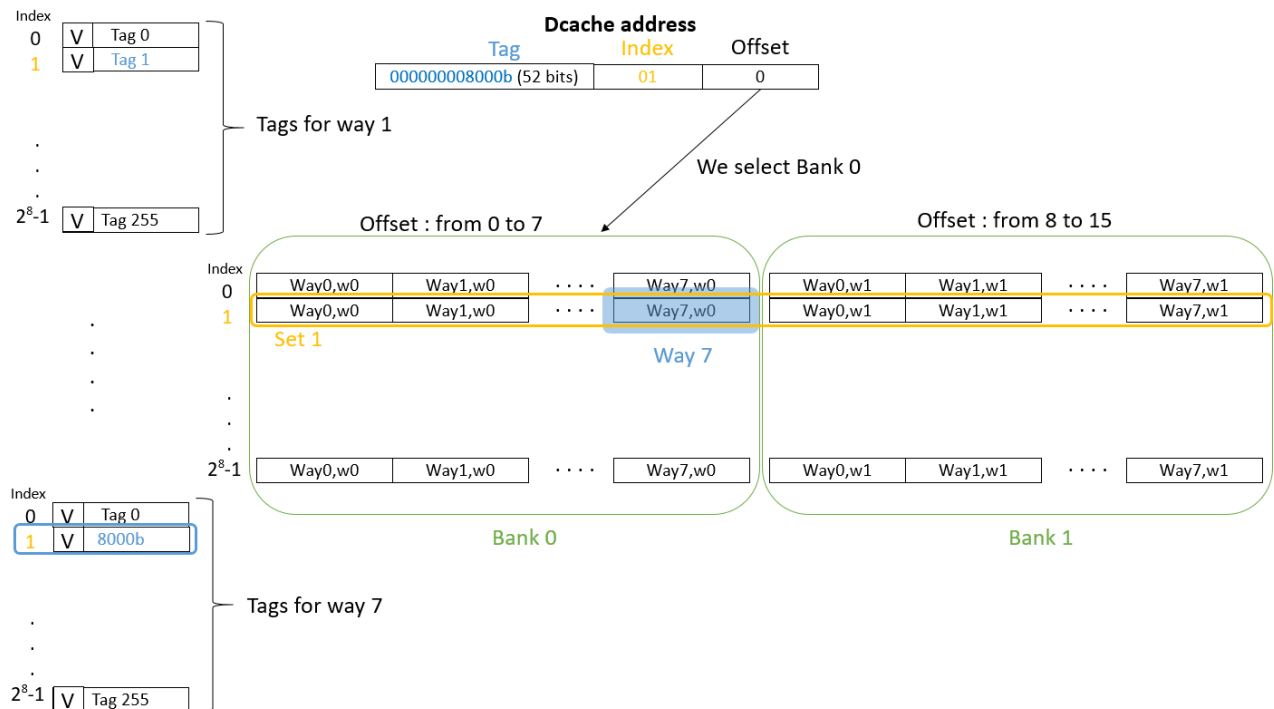 Dcache address
Tag Index Offset
000000008000b (52 bits) 01 0
Index
0 V Tag 0
1 V Tag 1
.
.
.
2⁸-1 V Tag 255
Tags for way 1
We select Bank 0
Offset : from 0 to 7
Offset : from 8 to 15
Index
0 Way0,w0 Way1,w0 . . . . Way7,w0 Way0,w1 Way1,w1 . . . . Way7,w1
1 Way0,w0 Way1,w0 . . . . Way7,w0 Way0,w1 Way1,w1 . . . . Way7,w1
Set 1
Way 7
.
.
.
.
.
.
.
2⁸-1 Way0,w0 Way1,w0 . . . . Way7,w0 Way0,w1 Way1,w1 . . . . Way7,w1
Bank 0
Bank 1
Index
0 V Tag 0
1 V 8000b
.
.
.
2⁸-1 V Tag 255
Tags for way 7